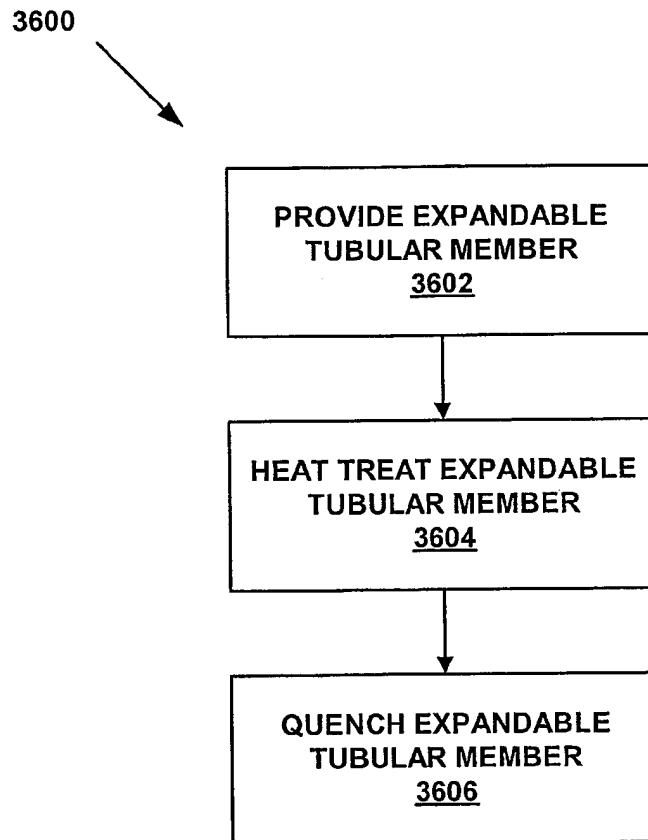 3600
PROVIDE EXPANDABLE
TUBULAR MEMBER
3602
HEAT TREAT EXPANDABLE
TUBULAR MEMBER
3604
QUENCH EXPANDABLE
TUBULAR MEMBER
3606